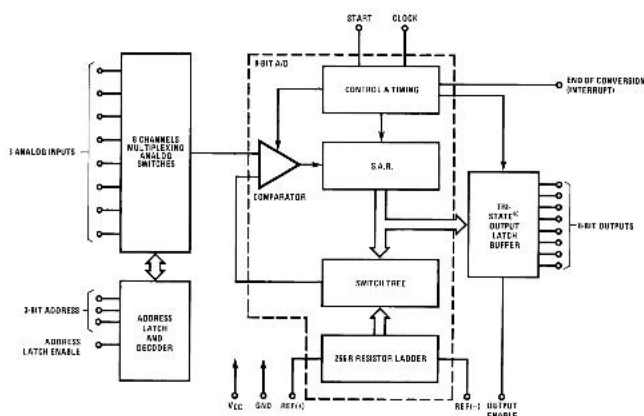 START
CLOCK
8-BIT A/D
CONTROL & TIMING
END OF CONVERSION
(INTERRUPT)
8 ANALOG INPUTS
8 CHANNELS
MULTIPLEXING
ANALOG
SWITCHES
COMPARATOR
S.A.R.
TRI-
STATE®
OUTPUT
LATCH
BUFFER
8-BIT OUTPUTS
SWITCH TREE
3-BIT ADDRESS
ADDRESS
LATCH ENABLE
ADDRESS
LATCH
AND
DECODER
256R RESISTOR LADDER
VCC
GND
REF(+)
REF(−)
OUTPUT
ENABLE